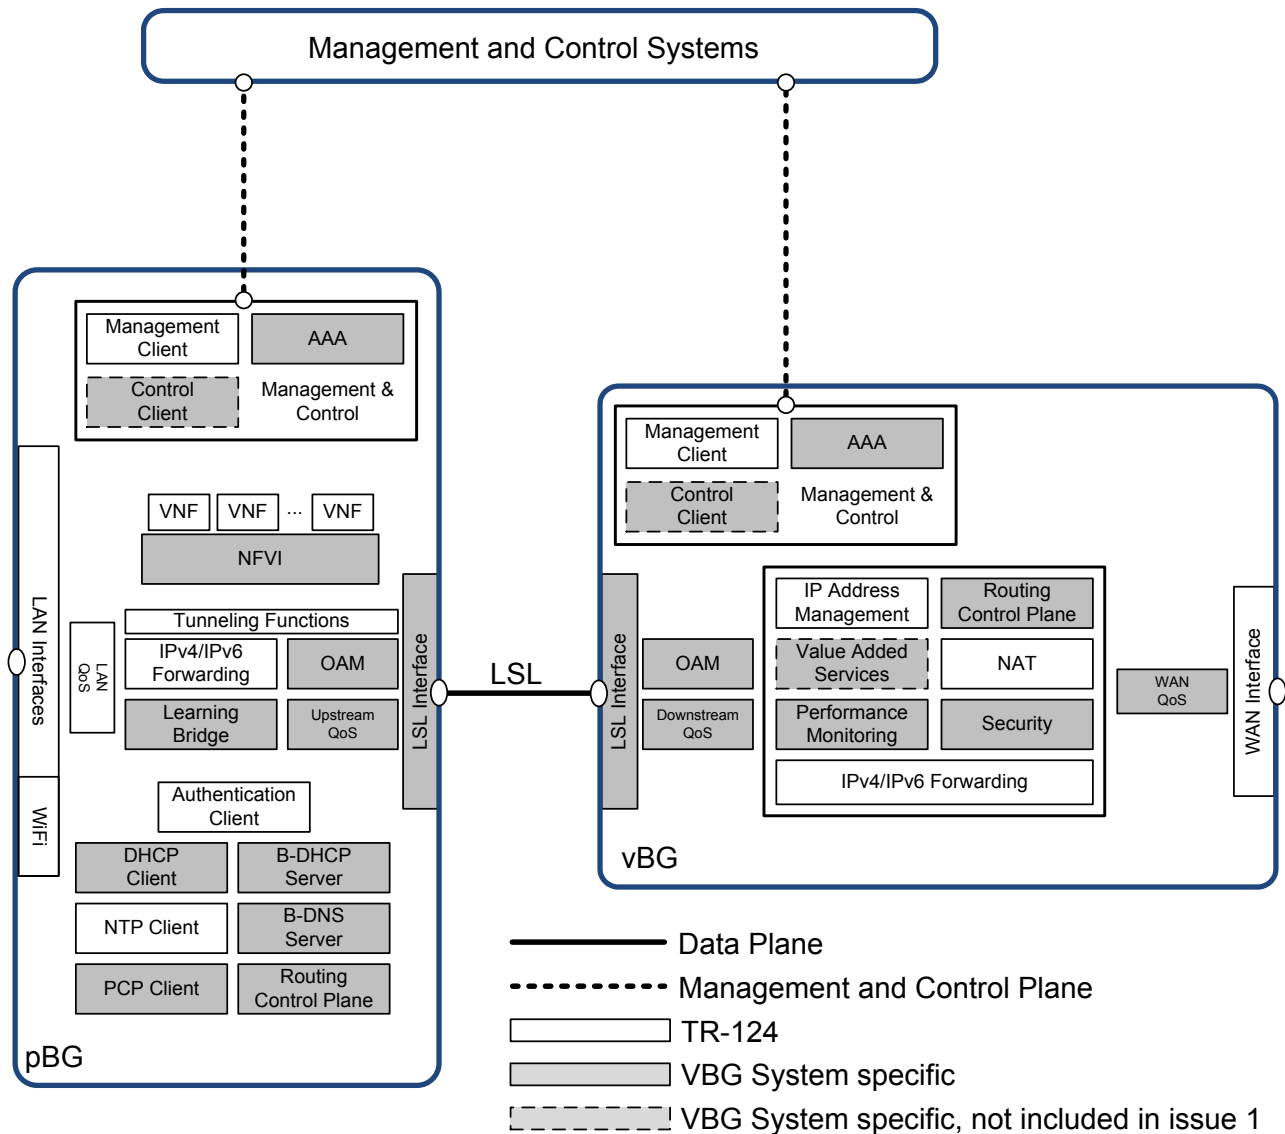 Management and Control Systems
Management
Client
AAA
Control
Client
Management &
Control
VNF
VNF
...
VNF
NFVI
LAN Interfaces
LAN
QoS
Tunneling Functions
IPv4/IPv6
Forwarding
OAM
Learning
Bridge
Upstream
QoS
LSL Interface
WiFi
Authentication
Client
DHCP
Client
B-DHCP
Server
NTP Client
B-DNS
Server
PCP Client
Routing
Control Plane
pBG
LSL
Management
Client
AAA
Control
Client
Management &
Control
LSL Interface
OAM
Downstream
QoS
IP Address
Management
Routing
Control Plane
Value Added
Services
NAT
Performance
Monitoring
Security
IPv4/IPv6 Forwarding
WAN
QoS
WAN Interface
vBG
Data Plane
Management and Control Plane
TR-124
VBG System specific
VBG System specific, not included in issue 1